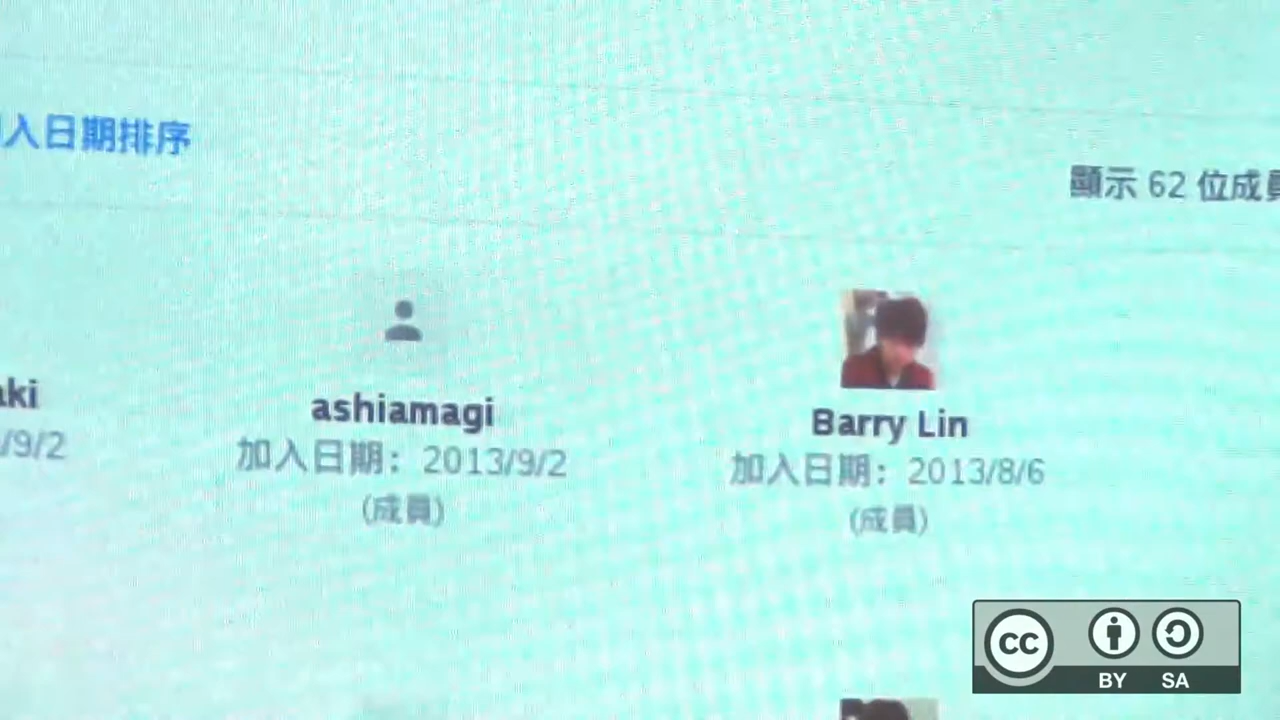 入日期排序
顯示 62 位成員
ki
/9/2
ashiamagi
加入日期：2013/9/2
(成員)
Barry Lin
加入日期：2013/8/6
(成員)
cc
BY SA